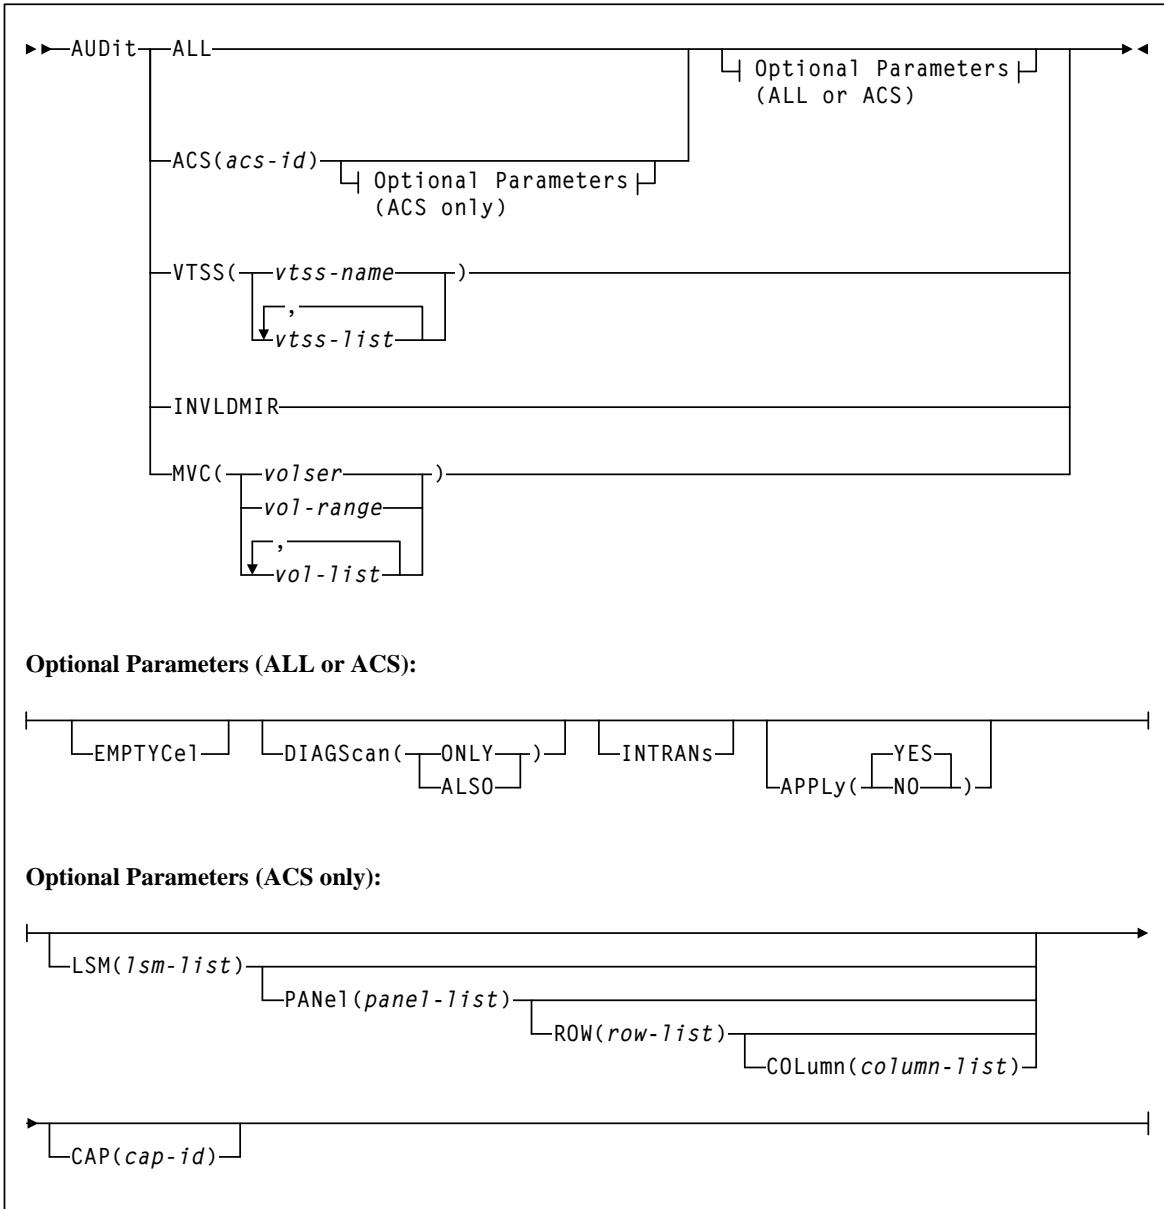 AUDit ALL
Optional Parameters
(ALL or ACS)
ACS(acs-id)
Optional Parameters
(ACS only)
VTSS( vtss-name )
,
vtss-list
INVLDMIR
MVC( volser )
vol-range
,
vol-list
Optional Parameters (ALL or ACS):
EMPTYCel DIAGScan( ONLY ) INTRANs YES
ALSO APPLy( NO )
Optional Parameters (ACS only):
LSM(lsm-list)
PANel(panel-list)
ROW(row-list)
COLumn(column-list)
CAP(cap-id)